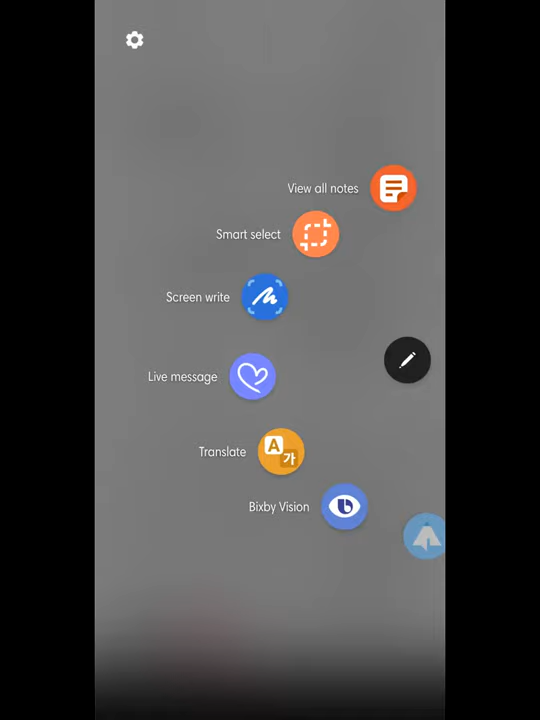 View all notes
Smart select
Screen write
Live message
A
가
Translate
Bixby Vision
b